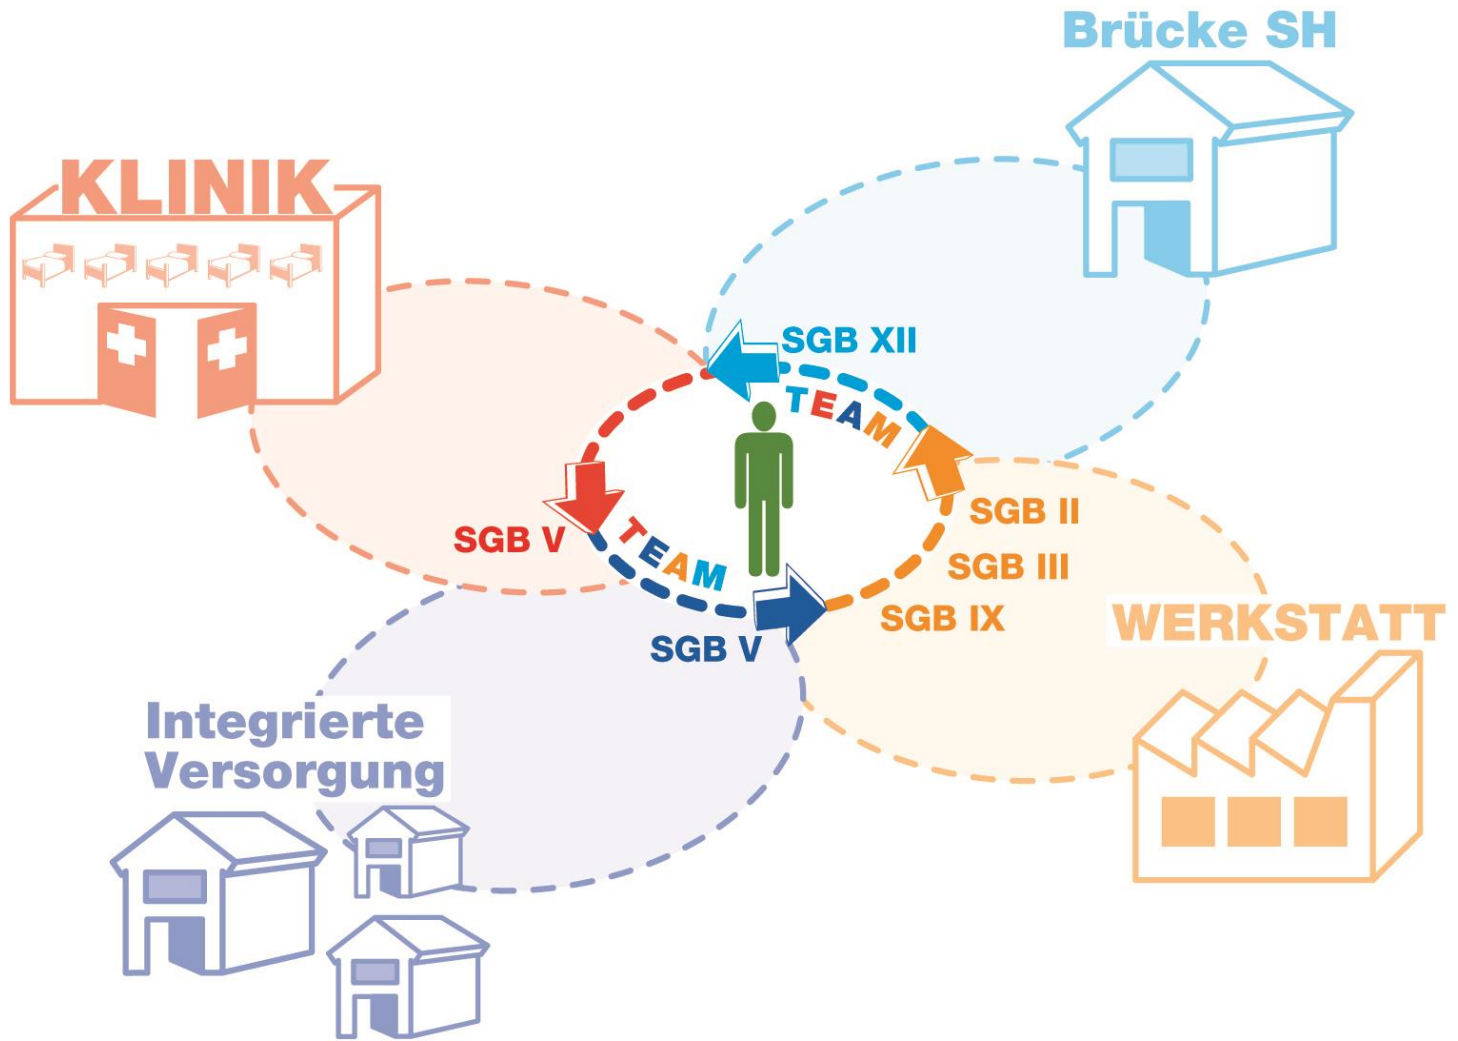 Brücke SH
KLINIK
SGB XII
TEAM
SGB II
SGB V
TEAM
SGB III
SGB IX
WERKSTATT
SGB V
Integrierte
Versorgung